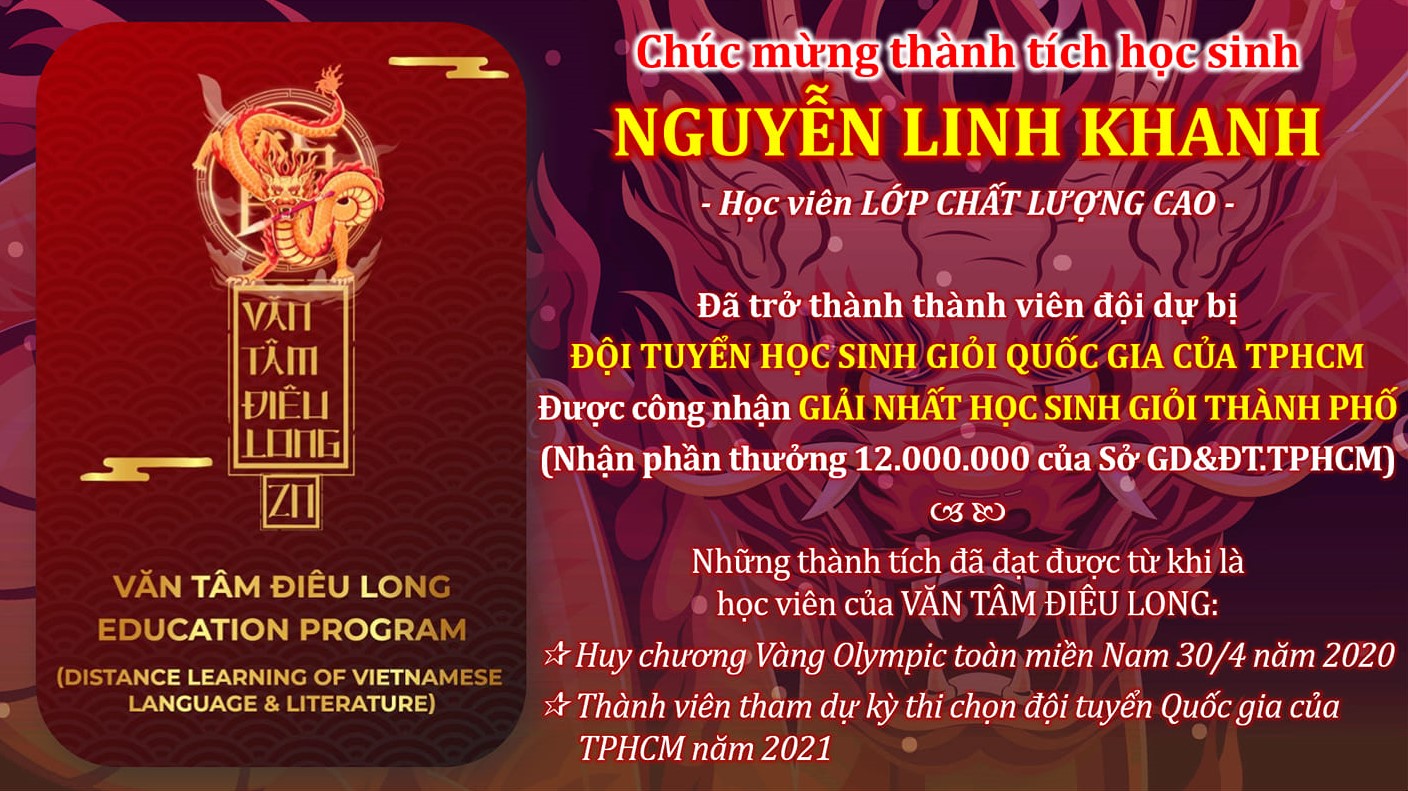 VĂN
TÂM
ĐIÊU
LONG
ZN
VĂN TÂM ĐIÊU LONG
EDUCATION PROGRAM
(DISTANCE LEARNING OF VIETNAMESE
LANGUAGE & LITERATURE)
Chúc mừng thành tích học sinh
NGUYỄN LINH KHANH
- Học viên LỚP CHẤT LƯỢNG CAO -
Đã trở thành thành viên đội dự bị
ĐỘI TUYỂN HỌC SINH GIỎI QUỐC GIA CỦA TPHCM
Được công nhận GIẢI NHẤT HỌC SINH GIỎI THÀNH PHỐ
(Nhận phần thưởng 12.000.000 của Sở GD&ĐT.TPHCM)
Những thành tích đã đạt được từ khi là
học viên của VĂN TÂM ĐIÊU LONG:
☆ Huy chương Vàng Olympic toàn miền Nam 30/4 năm 2020
☆ Thành viên tham dự kỳ thi chọn đội tuyển Quốc gia của
TPHCM năm 2021